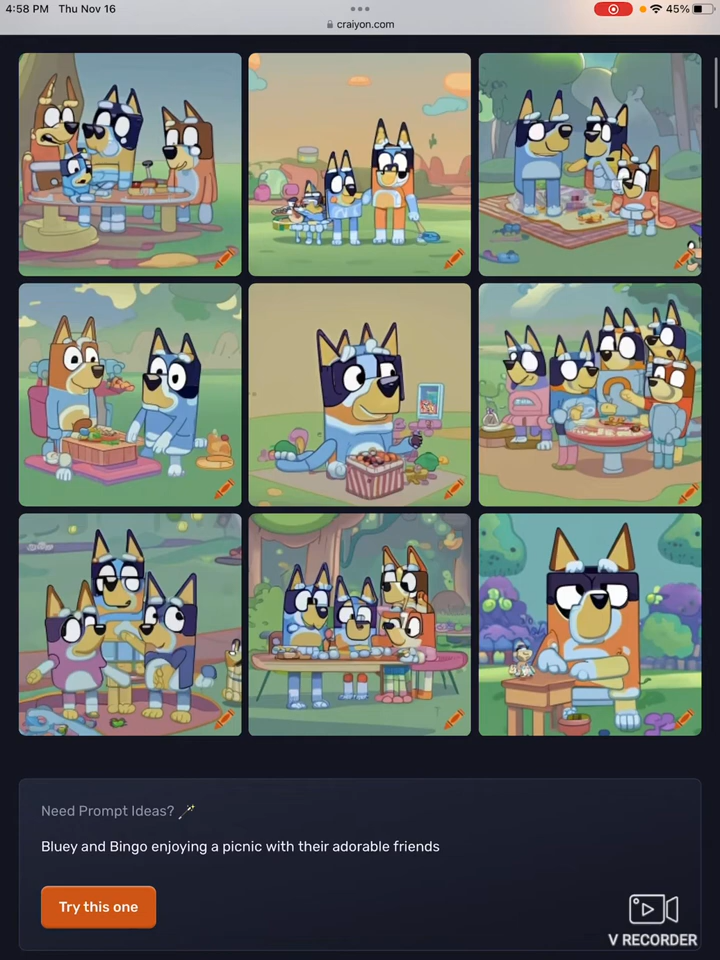 4:58 PM Thu Nov 16
45%
craiyon.com
Need Prompt Ideas?
Bluey and Bingo enjoying a picnic with their adorable friends
Try this one
V RECORDER